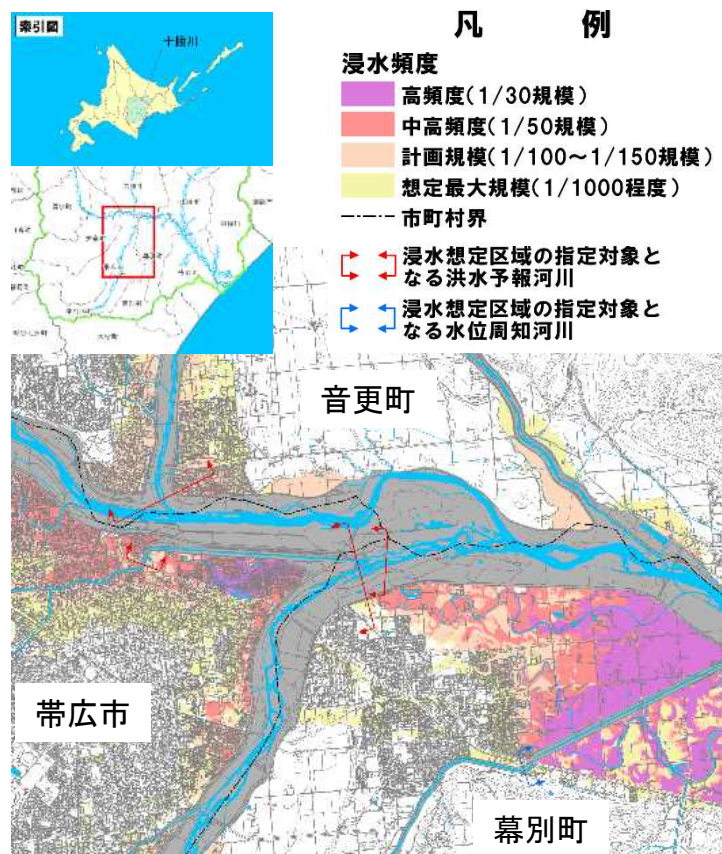 索引図
十勝川
凡 例
浸水頻度
高頻度(1/30規模)
中高頻度(1/50規模)
計画規模(1/100～1/150規模)
想定最大規模(1/1000程度)
市町村界
浸水想定区域の指定対象と
なる洪水予報河川
浸水想定区域の指定対象と
なる水位周知河川
音更町
帯広市
幕別町